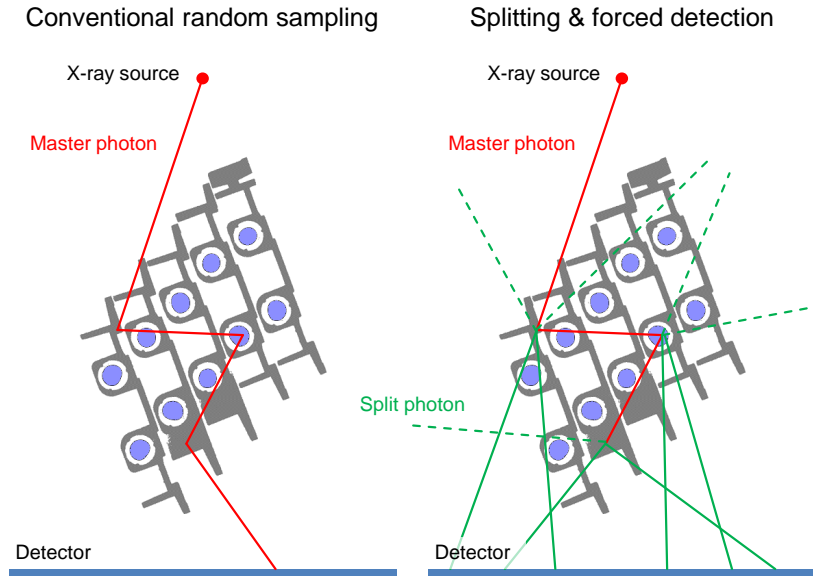 Conventional random sampling
Splitting & forced detection
X-ray source
X-ray source
Master photon
Master photon
Split photon
Detector
Detector